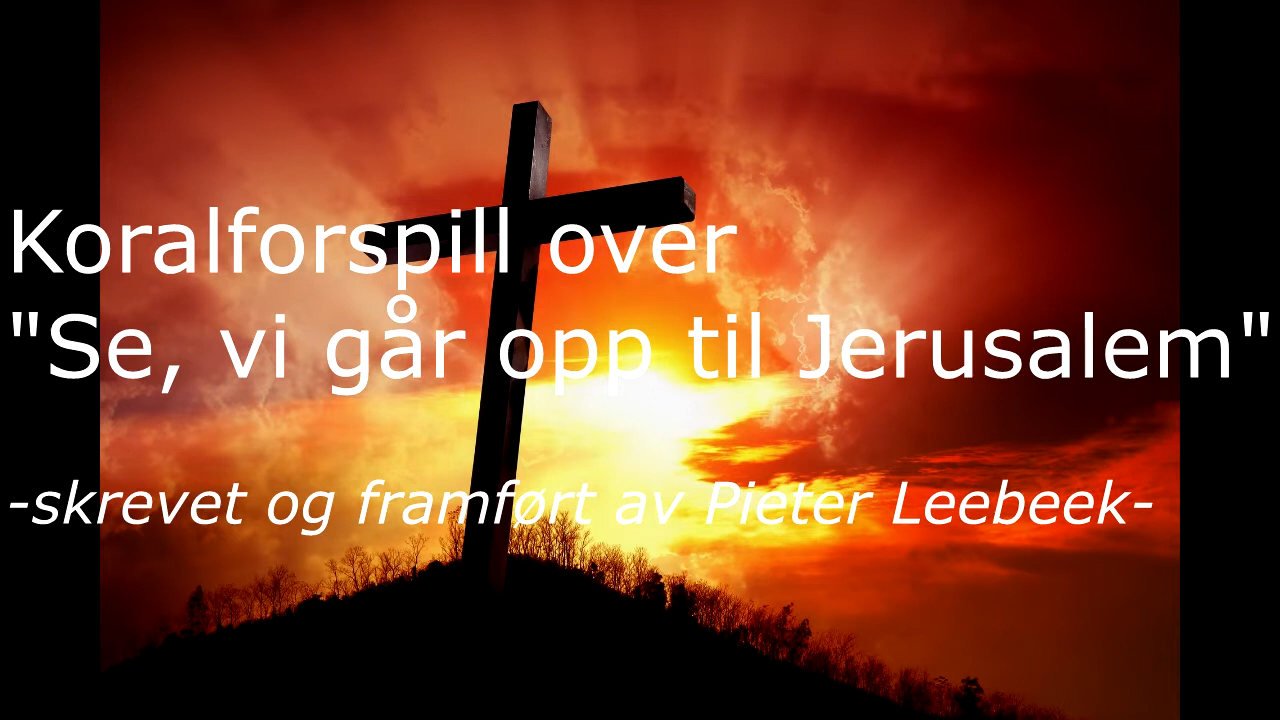 Koralforspill over
"Se, vi går opp til Jerusalem"
-skrevet og framført av Pieter Leebeek-